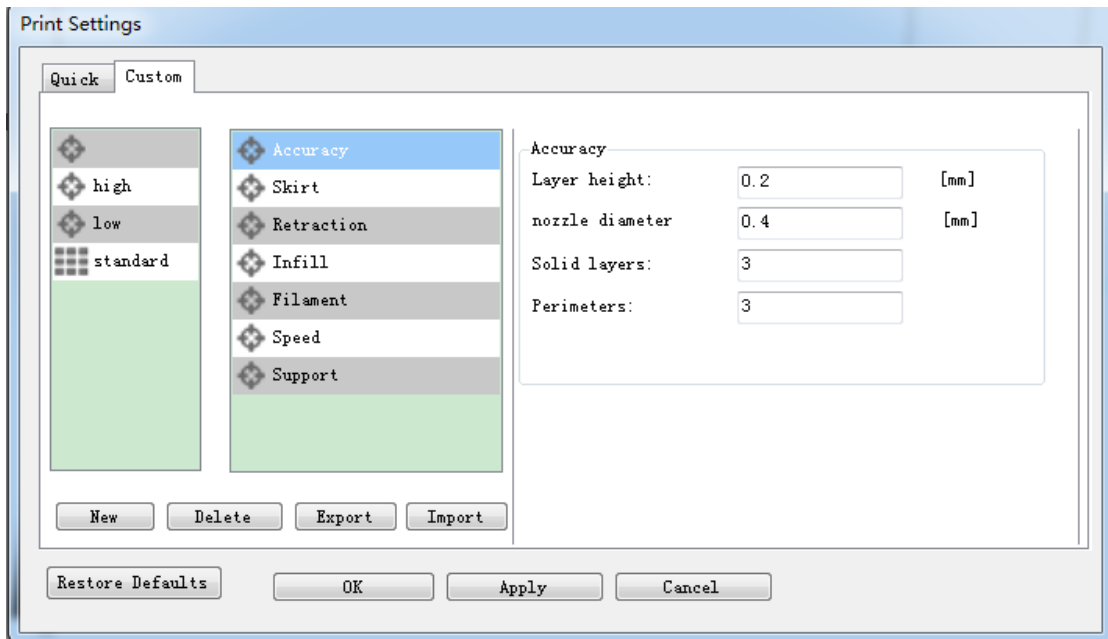 Print Settings
Quick Custom
high
low
standard
Accuracy
Skirt
Retraction
Infill
Filament
Speed
Support
Accuracy
Layer height: 0.2 [mm]
nozzle diameter 0.4 [mm]
Solid layers: 3
Perimeters: 3
New Delete Export Import
Restore Defaults OK Apply Cancel